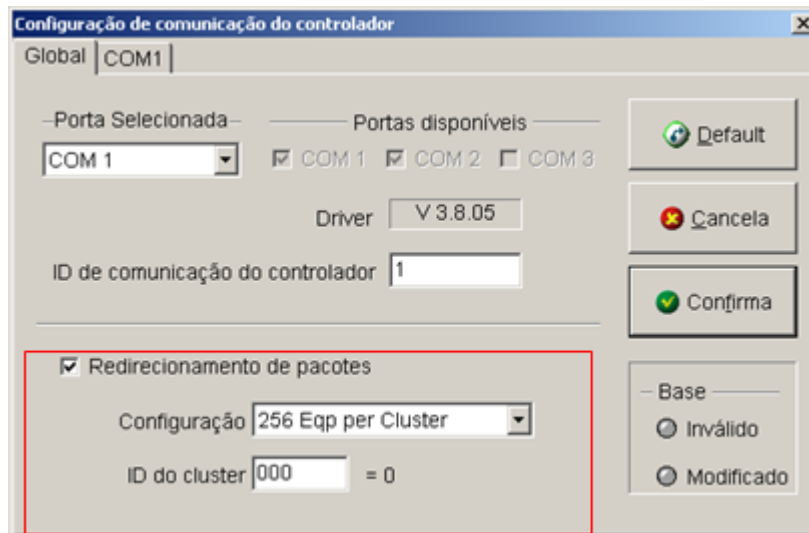 Configuração de comunicação do controlador
Global COM1
Porta Selecionada
Portas disponíveis
COM 1
COM 1 COM 2 COM 3
Driver V 3.8.05
ID de comunicação do controlador 1
Default
Cancela
Confirma
Redirecionamento de pacotes
Configuração 256 Eqp per Cluster
ID do cluster 000 = 0
Base
Inválido
Modificado